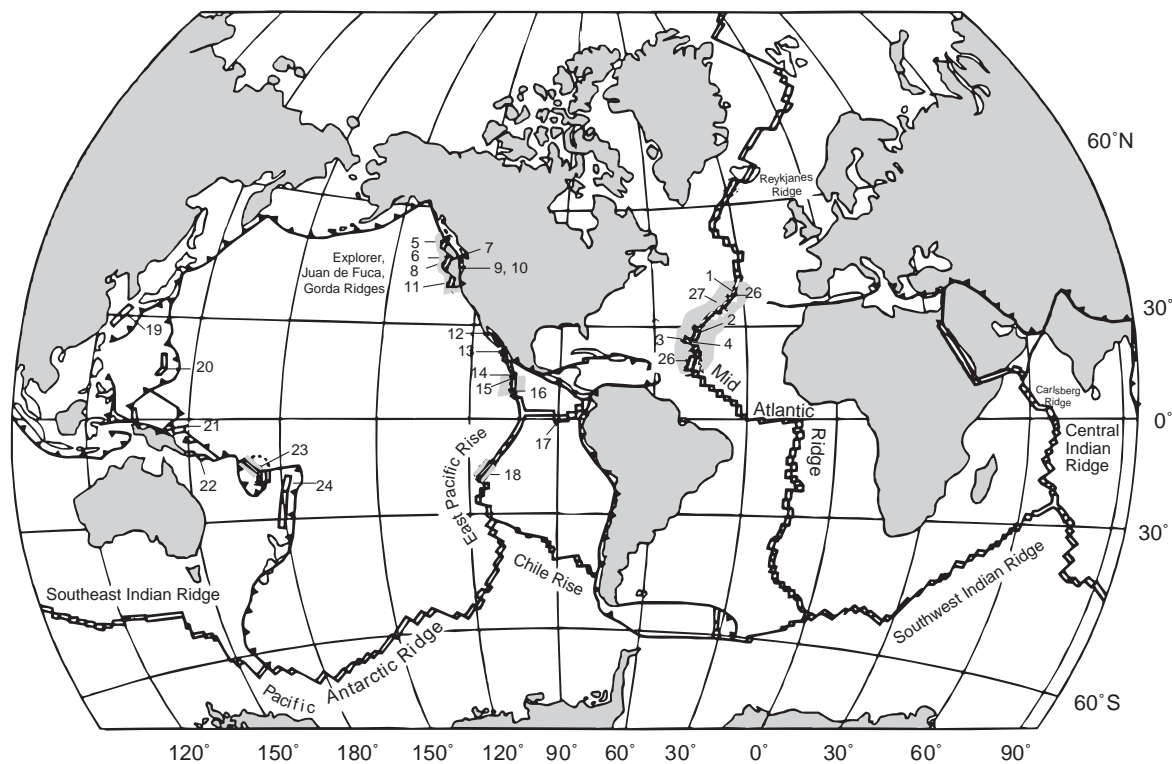 60˚N
Reykjanes
Ridge
5
7
6
Explorer,
Juan de Fuca,
Gorda Ridges
8
9, 10
11
1
27
26
30˚
2
19
12
3
4
13
26
20
14
15
16
Mid
Carlsberg
Ridge
Atlantic
0˚
21
17
Ridge
Central
Indian
Ridge
23
22
24
18
East Pacific Rise
30˚
Chile Rise
Southeast Indian Ridge
Southwest Indian Ridge
Pacific
Antarctic Ridge
60˚S
120˚
150˚
180˚
150˚
120˚
90˚
60˚
30˚
0˚
30˚
60˚
90˚